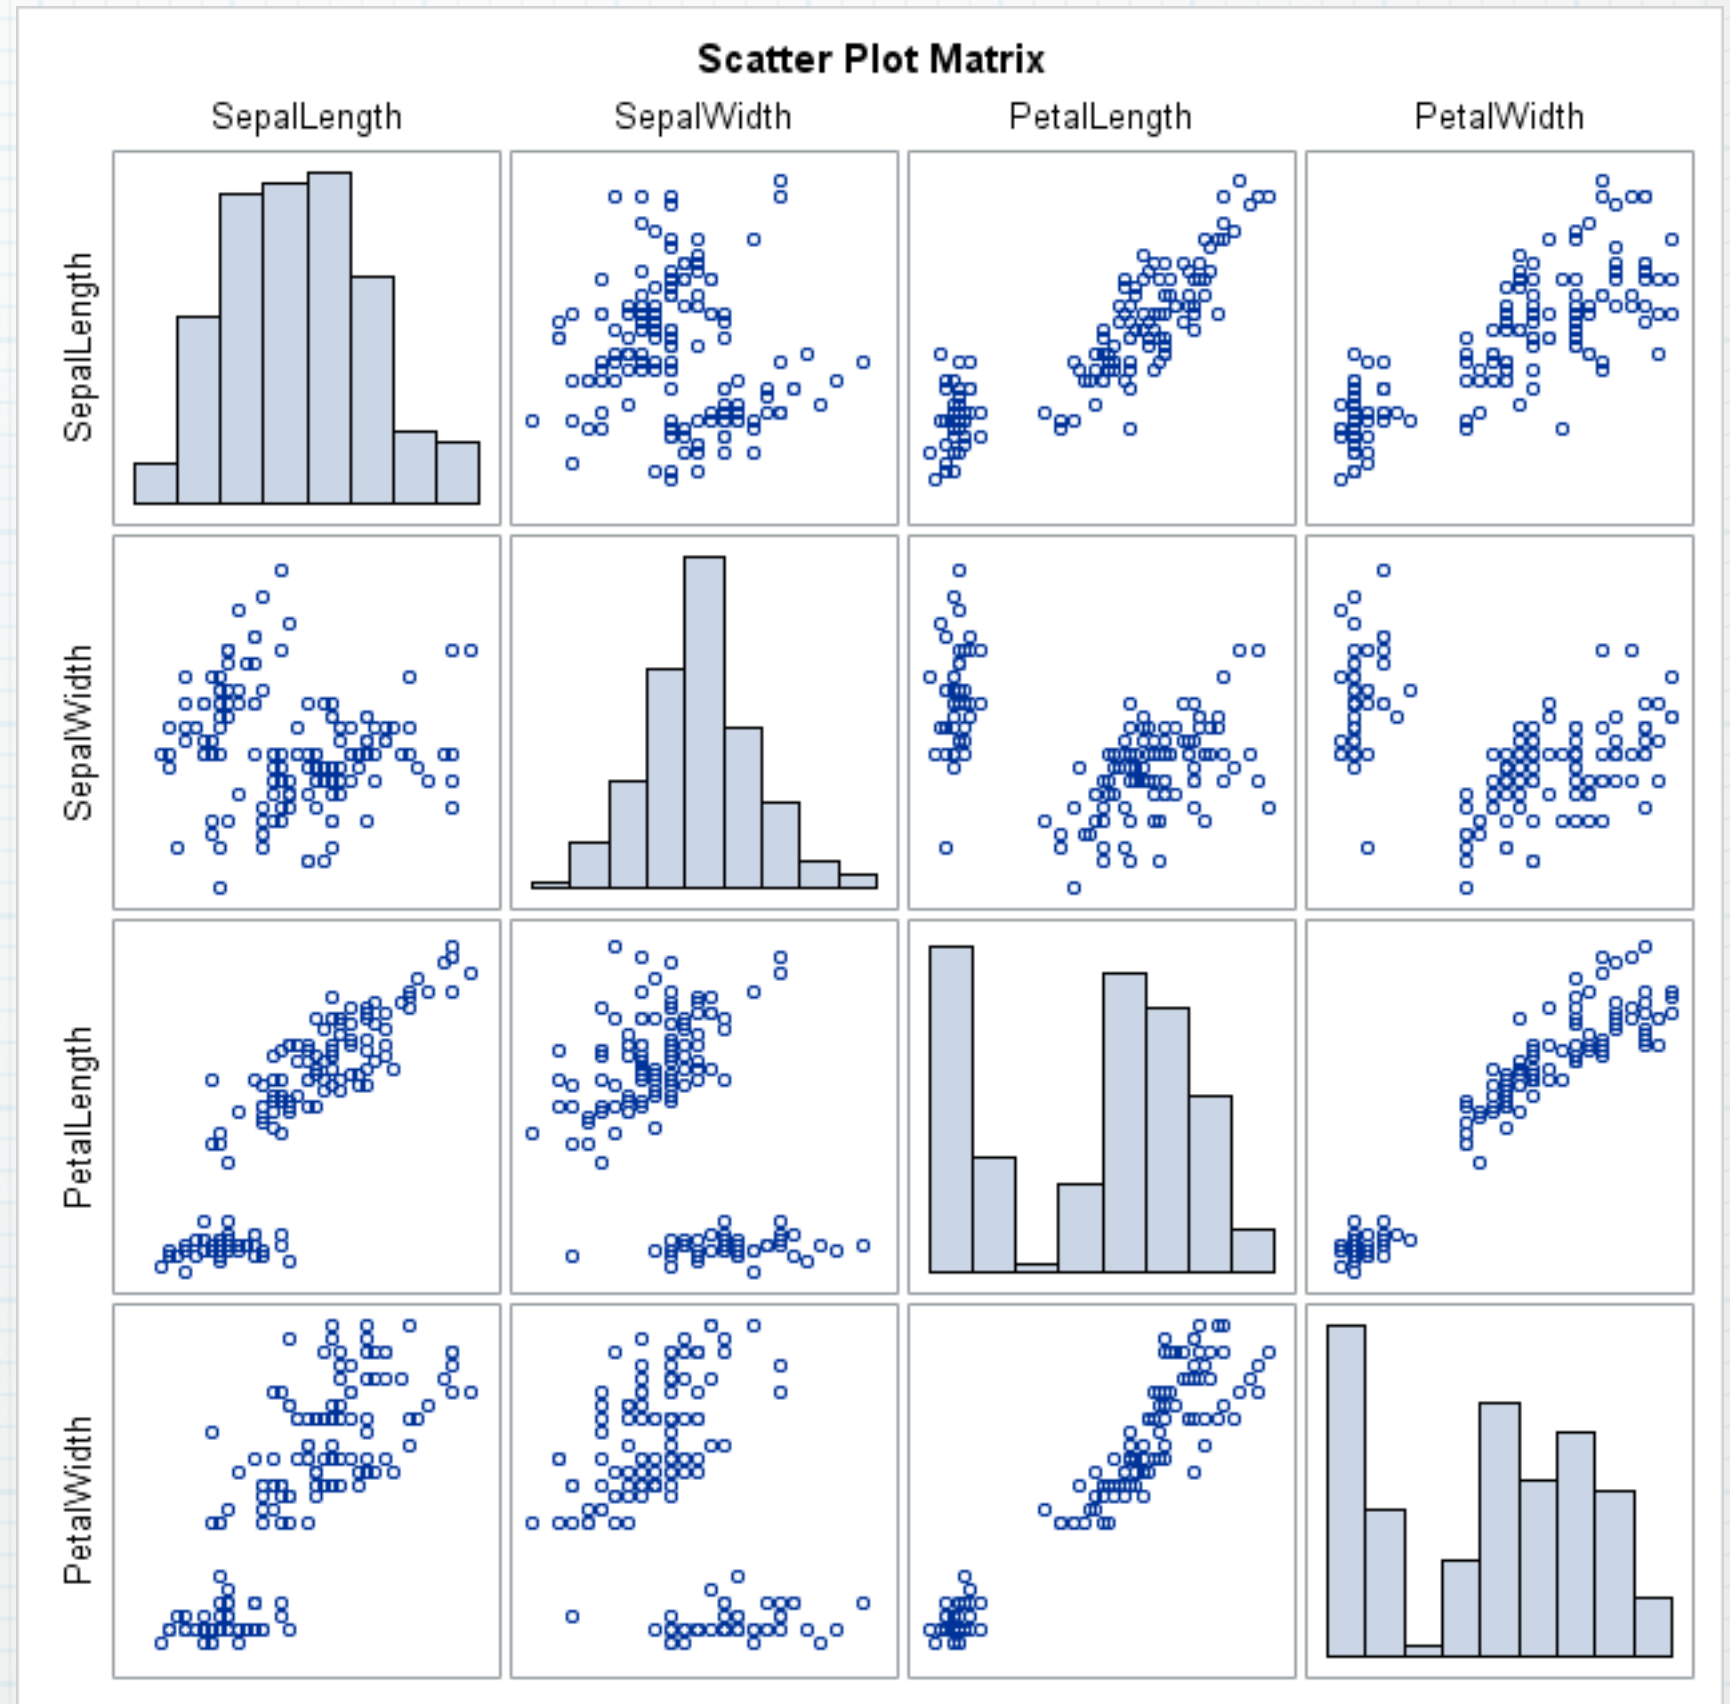 Scatter Plot Matrix
SepalLength SepalWidth PetalLength PetalWidth
SepalLength
SepalWidth
PetalLength
PetalWidth